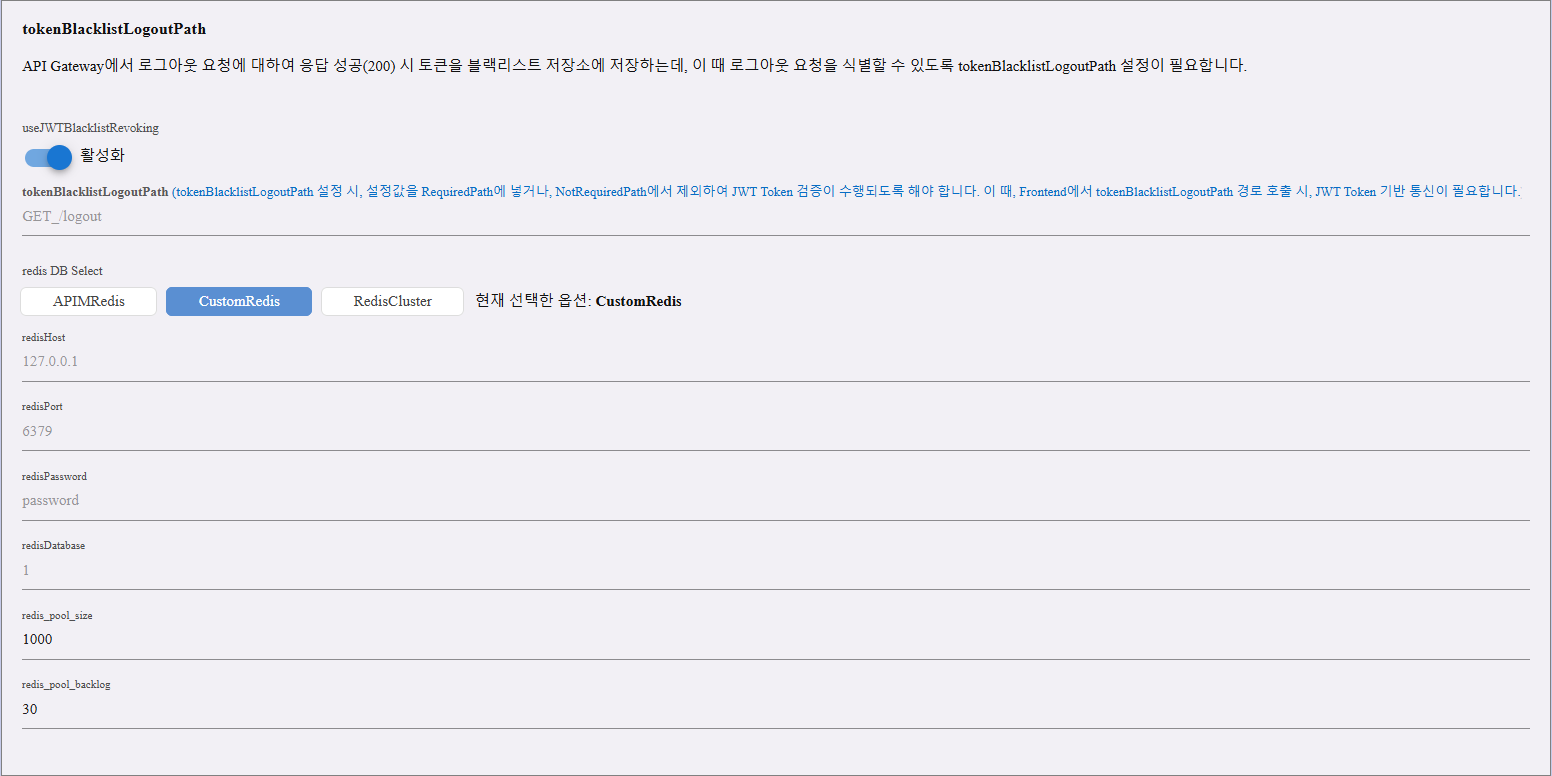 tokenBlacklistLogoutPath
API Gateway에서 로그아웃 요청에 대하여 응답 성공(200) 시 토큰을 블랙리스트 저장소에 저장하는데, 이 때 로그아웃 요청을 식별할 수 있도록 tokenBlacklistLogoutPath 설정이 필요합니다.
useJWTBlacklistRevoking
활성화
tokenBlacklistLogoutPath (tokenBlacklistLogoutPath 설정 시, 설정값을 RequiredPath에 넣거나, NotRequiredPath에서 제외하여 JWT Token 검증이 수행되도록 해야 합니다. 이 때, Frontend에서 tokenBlacklistLogoutPath 경로 호출 시, JWT Token 기반 통신이 필요합니다.
GET_/logout
redis DB Select
APIMRedis CustomRedis RedisCluster 현재 선택한 옵션: CustomRedis
redisHost
127.0.0.1
redisPort
6379
redisPassword
password
redisDatabase
1
redis_pool_size
1000
redis_pool_backlog
30